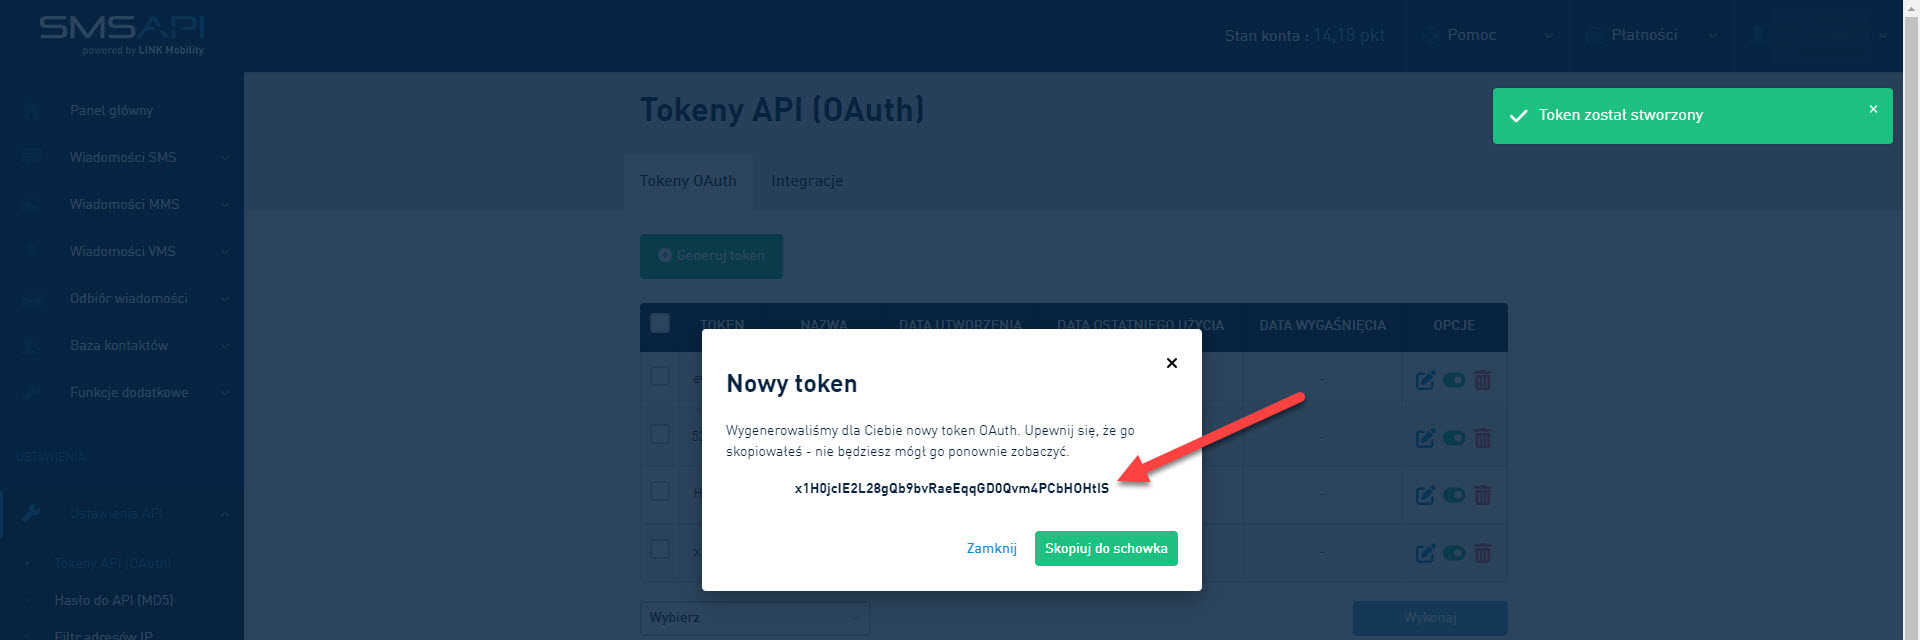 SMSAPI
powered by LINK Mobility
Stan konta : 14,18 pkt
Pomoc
Płatności
Panel główny
Wiadomości SMS
Wiadomości MMS
Wiadomości VMS
Odbiór wiadomości
Baza kontaktów
Funkcje dodatkowe
USTAWIENIA
Ustawienia API
Tokeny API (OAuth)
Hasło do API (MD5)
Filtr adresów IP
Tokeny API (OAuth)
Token został stworzony
Tokeny OAuth
Integracje
Generuj token
TOKEN NAZWA DATA UTWORZENIA DATA OSTATNIEGO UŻYCIA DATA WYGAŚNIĘCIA OPCJE
-
-
-
-
Nowy token
Wygenerowaliśmy dla Ciebie nowy token OAuth. Upewnij się, że go
skopiowałeś - nie będziesz mógł go ponownie zobaczyć.
x1H0jcIE2L28gQb9bvRaeEqqGD0Qvm4PCbHOHtIS
Zamknij
Skopiuj do schowka
Wybierz
Wykonaj